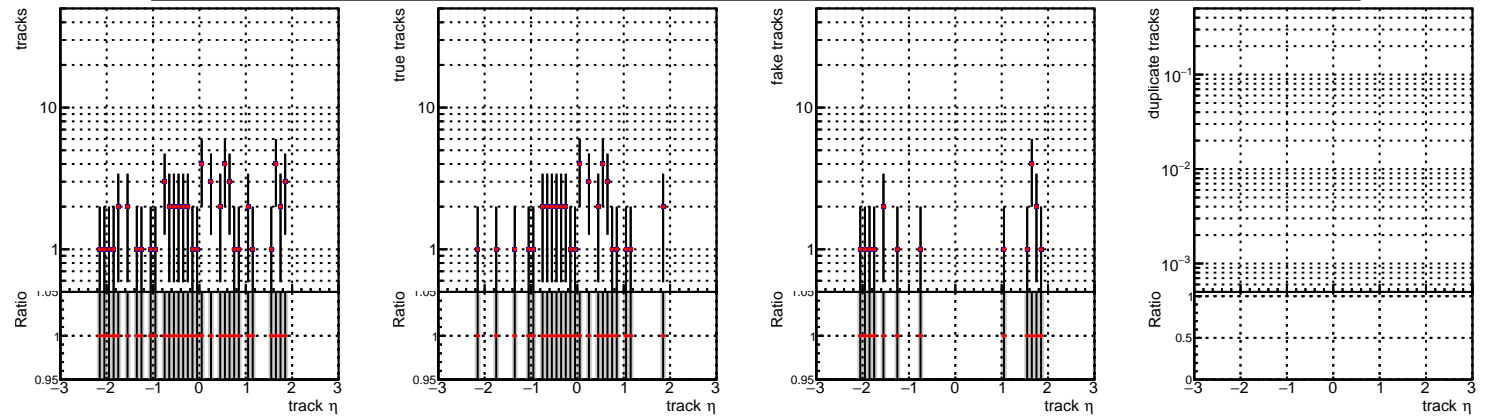 tracks
10
1
Ratio
1.05
1
0.95
−3 −2 −1 0 1 2 3
track η
true tracks
10
1
Ratio
1.05
1
0.95
−3 −2 −1 0 1 2 3
track η
fake tracks
10
1
Ratio
1.05
1
0.95
−3 −2 −1 0 1 2 3
track η
duplicate tracks
10−1
10−2
10−3
Ratio
1
0.5
0
−3 −2 −1 0 1 2 3
track η